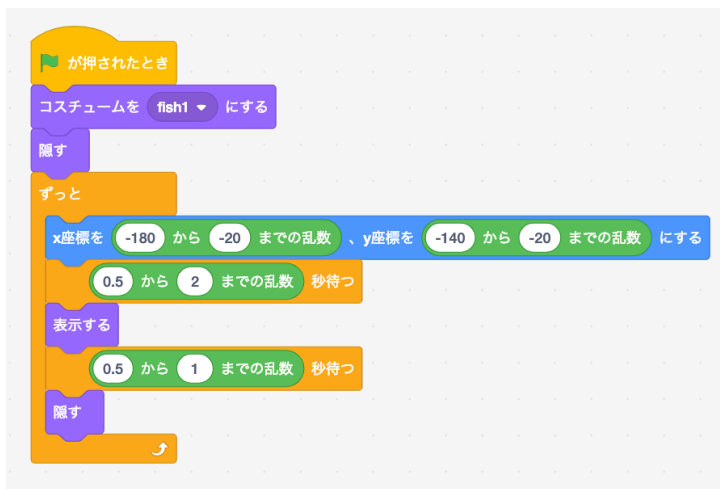 が押されたとき
コスチュームを fish1 にする
隠す
ずっと
x座標を -180 から -20 までの乱数 、y座標を -140 から -20 までの乱数 にする
0.5 から 2 までの乱数 秒待つ
表示する
0.5 から 1 までの乱数 秒待つ
隠す